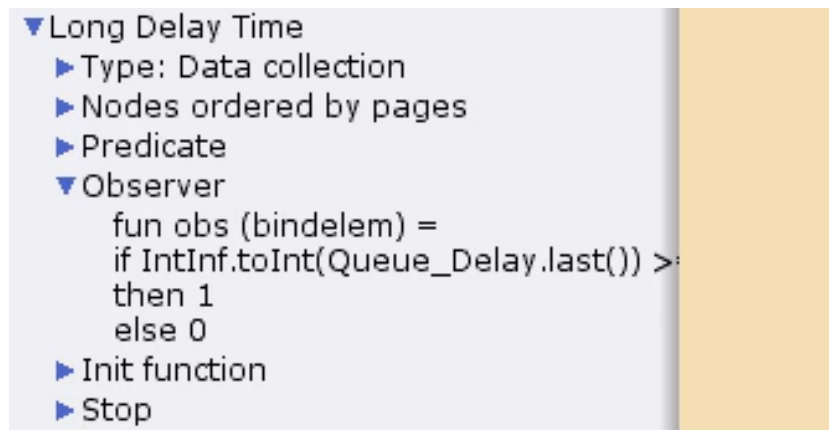 Long Delay Time
Type: Data collection
Nodes ordered by pages
Predicate
Observer
fun obs (bindelem) =
if IntInf.toInt(Queue_Delay.last()) >=
then 1
else 0
Init function
Stop